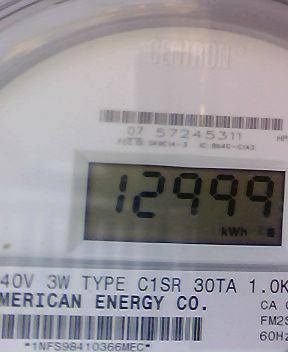 CENTRON®
07 57245311
12999
kWh
40V 3W TYPE C1SR 30TA 1.0K
MERICAN ENERGY CO. CA
FM2S
60Hz
*1NFS98410366MEC*